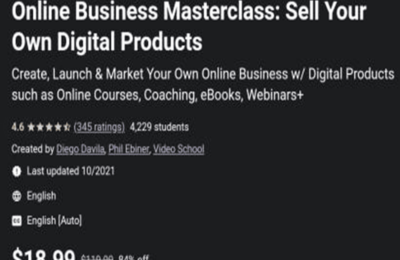 Online Business Masterclass: Sell Your
Own Digital Products
Create, Launch & Market Your Own Online Business w/ Digital Products
such as Online Courses, Coaching, eBooks, Webinars+
4.6 ★★★★⯪ (345 ratings) 4,229 students
Created by Diego Davila, Phil Ebiner, Video School
Last updated 10/2021
English
CC English [Auto]
$18.99 $119.99 84% off